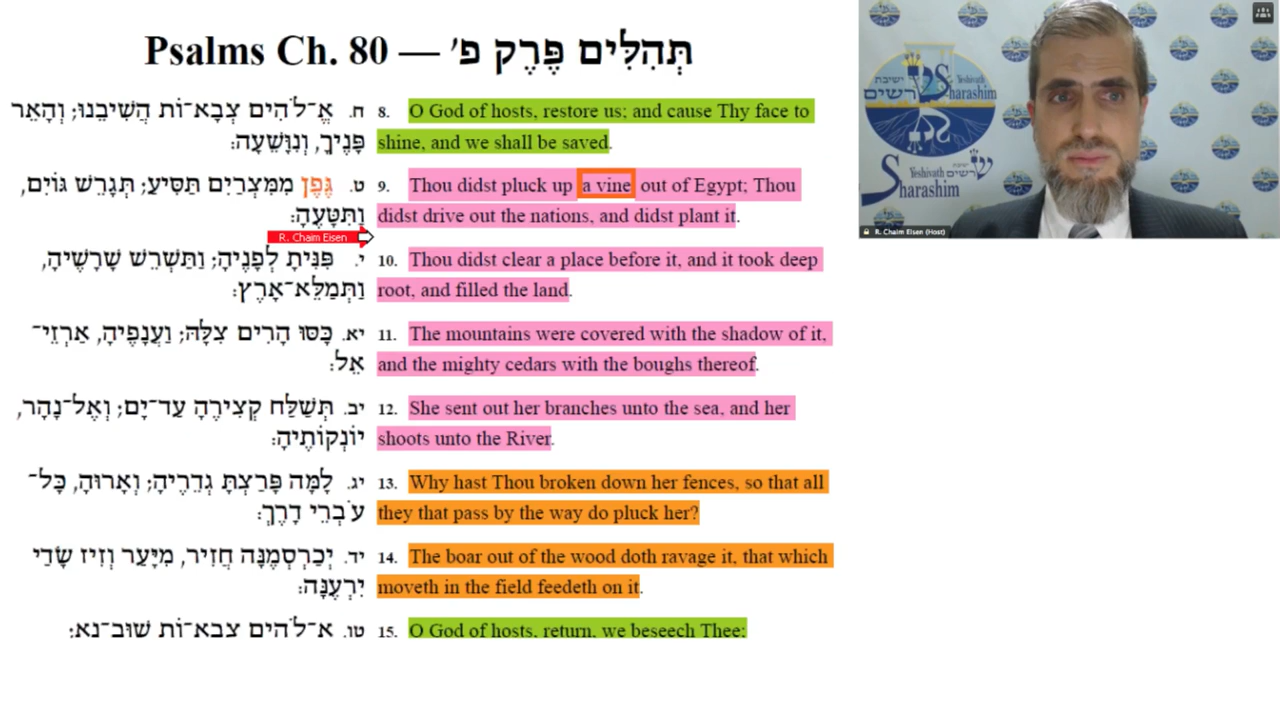 Psalms Ch. 80 — תְּהִלִּים פֶּרֶק פ׳
ח. אֱ־לֹהִים צְבָא־וֹת הֲשִׁיבֵנוּ; וְהָאֵר
פָּנֶיךָ, וְנִוָּשֵׁעָה:
8. O God of hosts, restore us; and cause Thy face to
shine, and we shall be saved.
ט. גֶּפֶן מִמִּצְרַיִם תַּסִּיעַ; תְּגָרֵשׁ גּוֹיִם,
וַתִּטָּעֶהָ:
9. Thou didst pluck up a vine out of Egypt; Thou
didst drive out the nations, and didst plant it.
R. Chaim Eisen
י. פִּנִּיתָ לְפָנֶיהָ; וַתַּשְׁרֵשׁ שָׁרָשֶׁיהָ,
וַתְּמַלֵּא־אָרֶץ:
10. Thou didst clear a place before it, and it took deep
root, and filled the land.
יא. כָּסּוּ הָרִים צִלָּהּ; וַעֲנָפֶיהָ, אַרְזֵי־
אֵל:
11. The mountains were covered with the shadow of it,
and the mighty cedars with the boughs thereof.
יב. תְּשַׁלַּח קְצִירֶהָ עַד־יָם; וְאֶל־נָהָר,
יוֹנְקוֹתֶיהָ:
12. She sent out her branches unto the sea, and her
shoots unto the River.
יג. לָמָּה פָּרַצְתָּ גְדֵרֶיהָ; וְאָרוּהָ, כָּל־
עֹבְרֵי דָרֶךְ:
13. Why hast Thou broken down her fences, so that all
they that pass by the way do pluck her?
יד. יְכַרְסְמֶנָּה חֲזִיר, מִיָּעַר וְזִיז שָׂדַי
יִרְעֶנָּה:
14. The boar out of the wood doth ravage it, that which
moveth in the field feedeth on it.
טו. א־לֹהים צבא־וֹת שׁוּב־נא:
15. O God of hosts, return, we beseech Thee;
ישיבת
שרשים
Yeshivath
Sharashim
ישיבת
שרשים
Yeshivath
Sharashim
R. Chaim Eisen (Host)